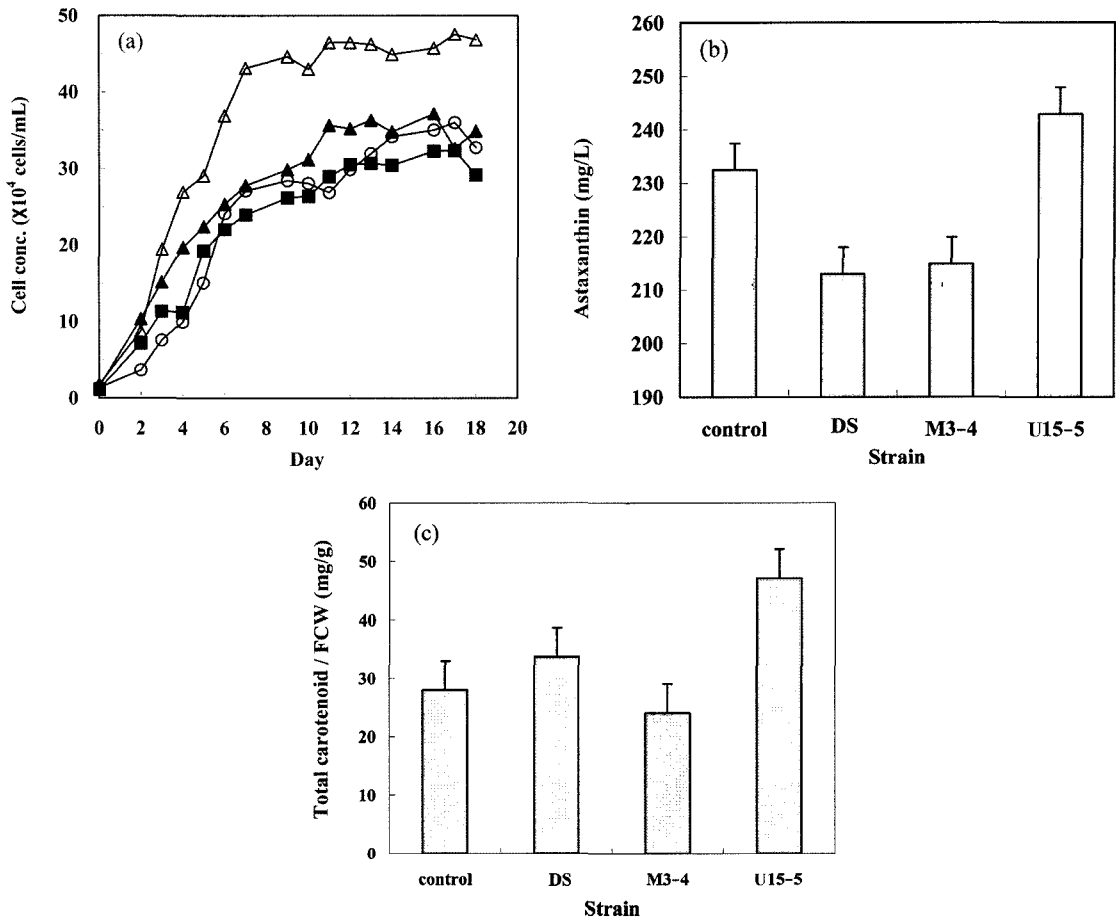 (a)
50
40
30
20
10
0
Cell conc. (X10⁴ cells/mL)
0 2 4 6 8 10 12 14 16 18 20
Day
(b)
260
250
240
230
220
210
200
190
Astaxanthin (mg/L)
control DS M3-4 U15-5
Strain
(c)
60
50
40
30
20
10
0
Total carotenoid / FCW (mg/g)
control DS M3-4 U15-5
Strain